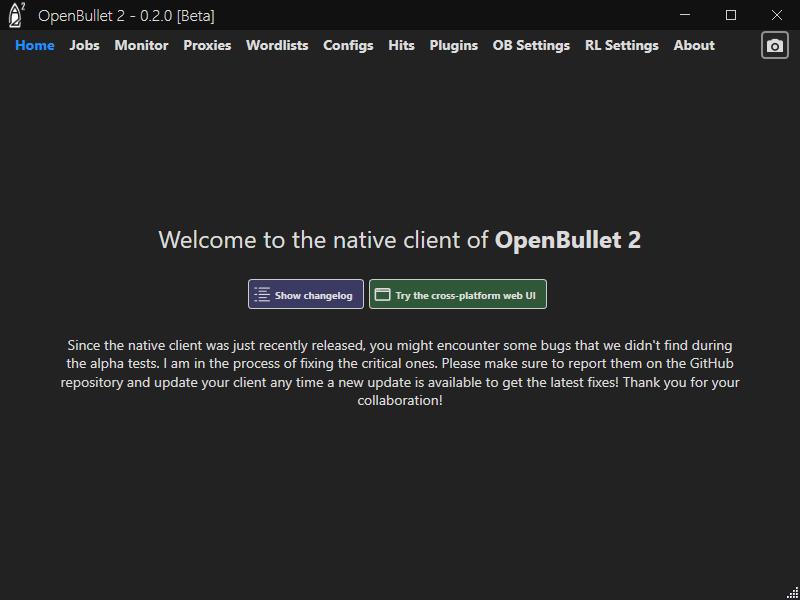 OpenBullet 2 - 0.2.0 [Beta]
Home Jobs Monitor Proxies Wordlists Configs Hits Plugins OB Settings RL Settings About
Welcome to the native client of OpenBullet 2
Show changelog Try the cross-platform web UI
Since the native client was just recently released, you might encounter some bugs that we didn't find during
the alpha tests. I am in the process of fixing the critical ones. Please make sure to report them on the GitHub
repository and update your client any time a new update is available to get the latest fixes! Thank you for your
collaboration!